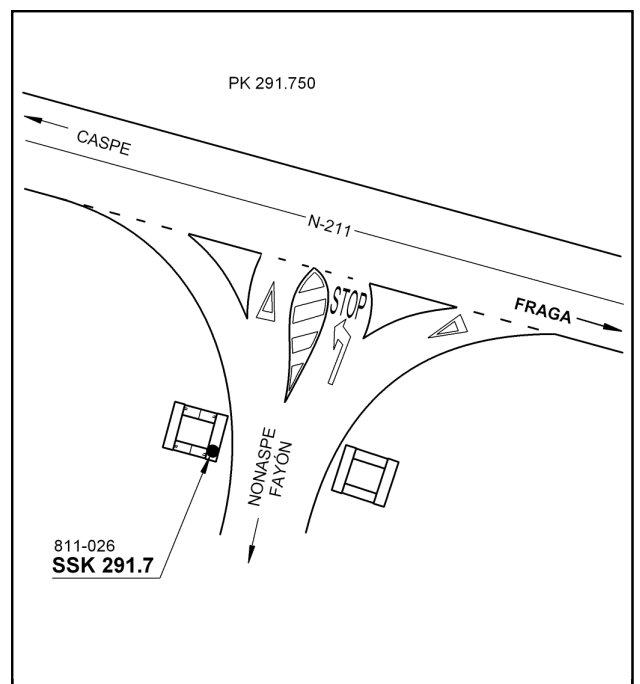 PK 291.750
CASPE
N-211
STOP
FRAGA
NONASPE
FAYÓN
811-026
SSK 291.7